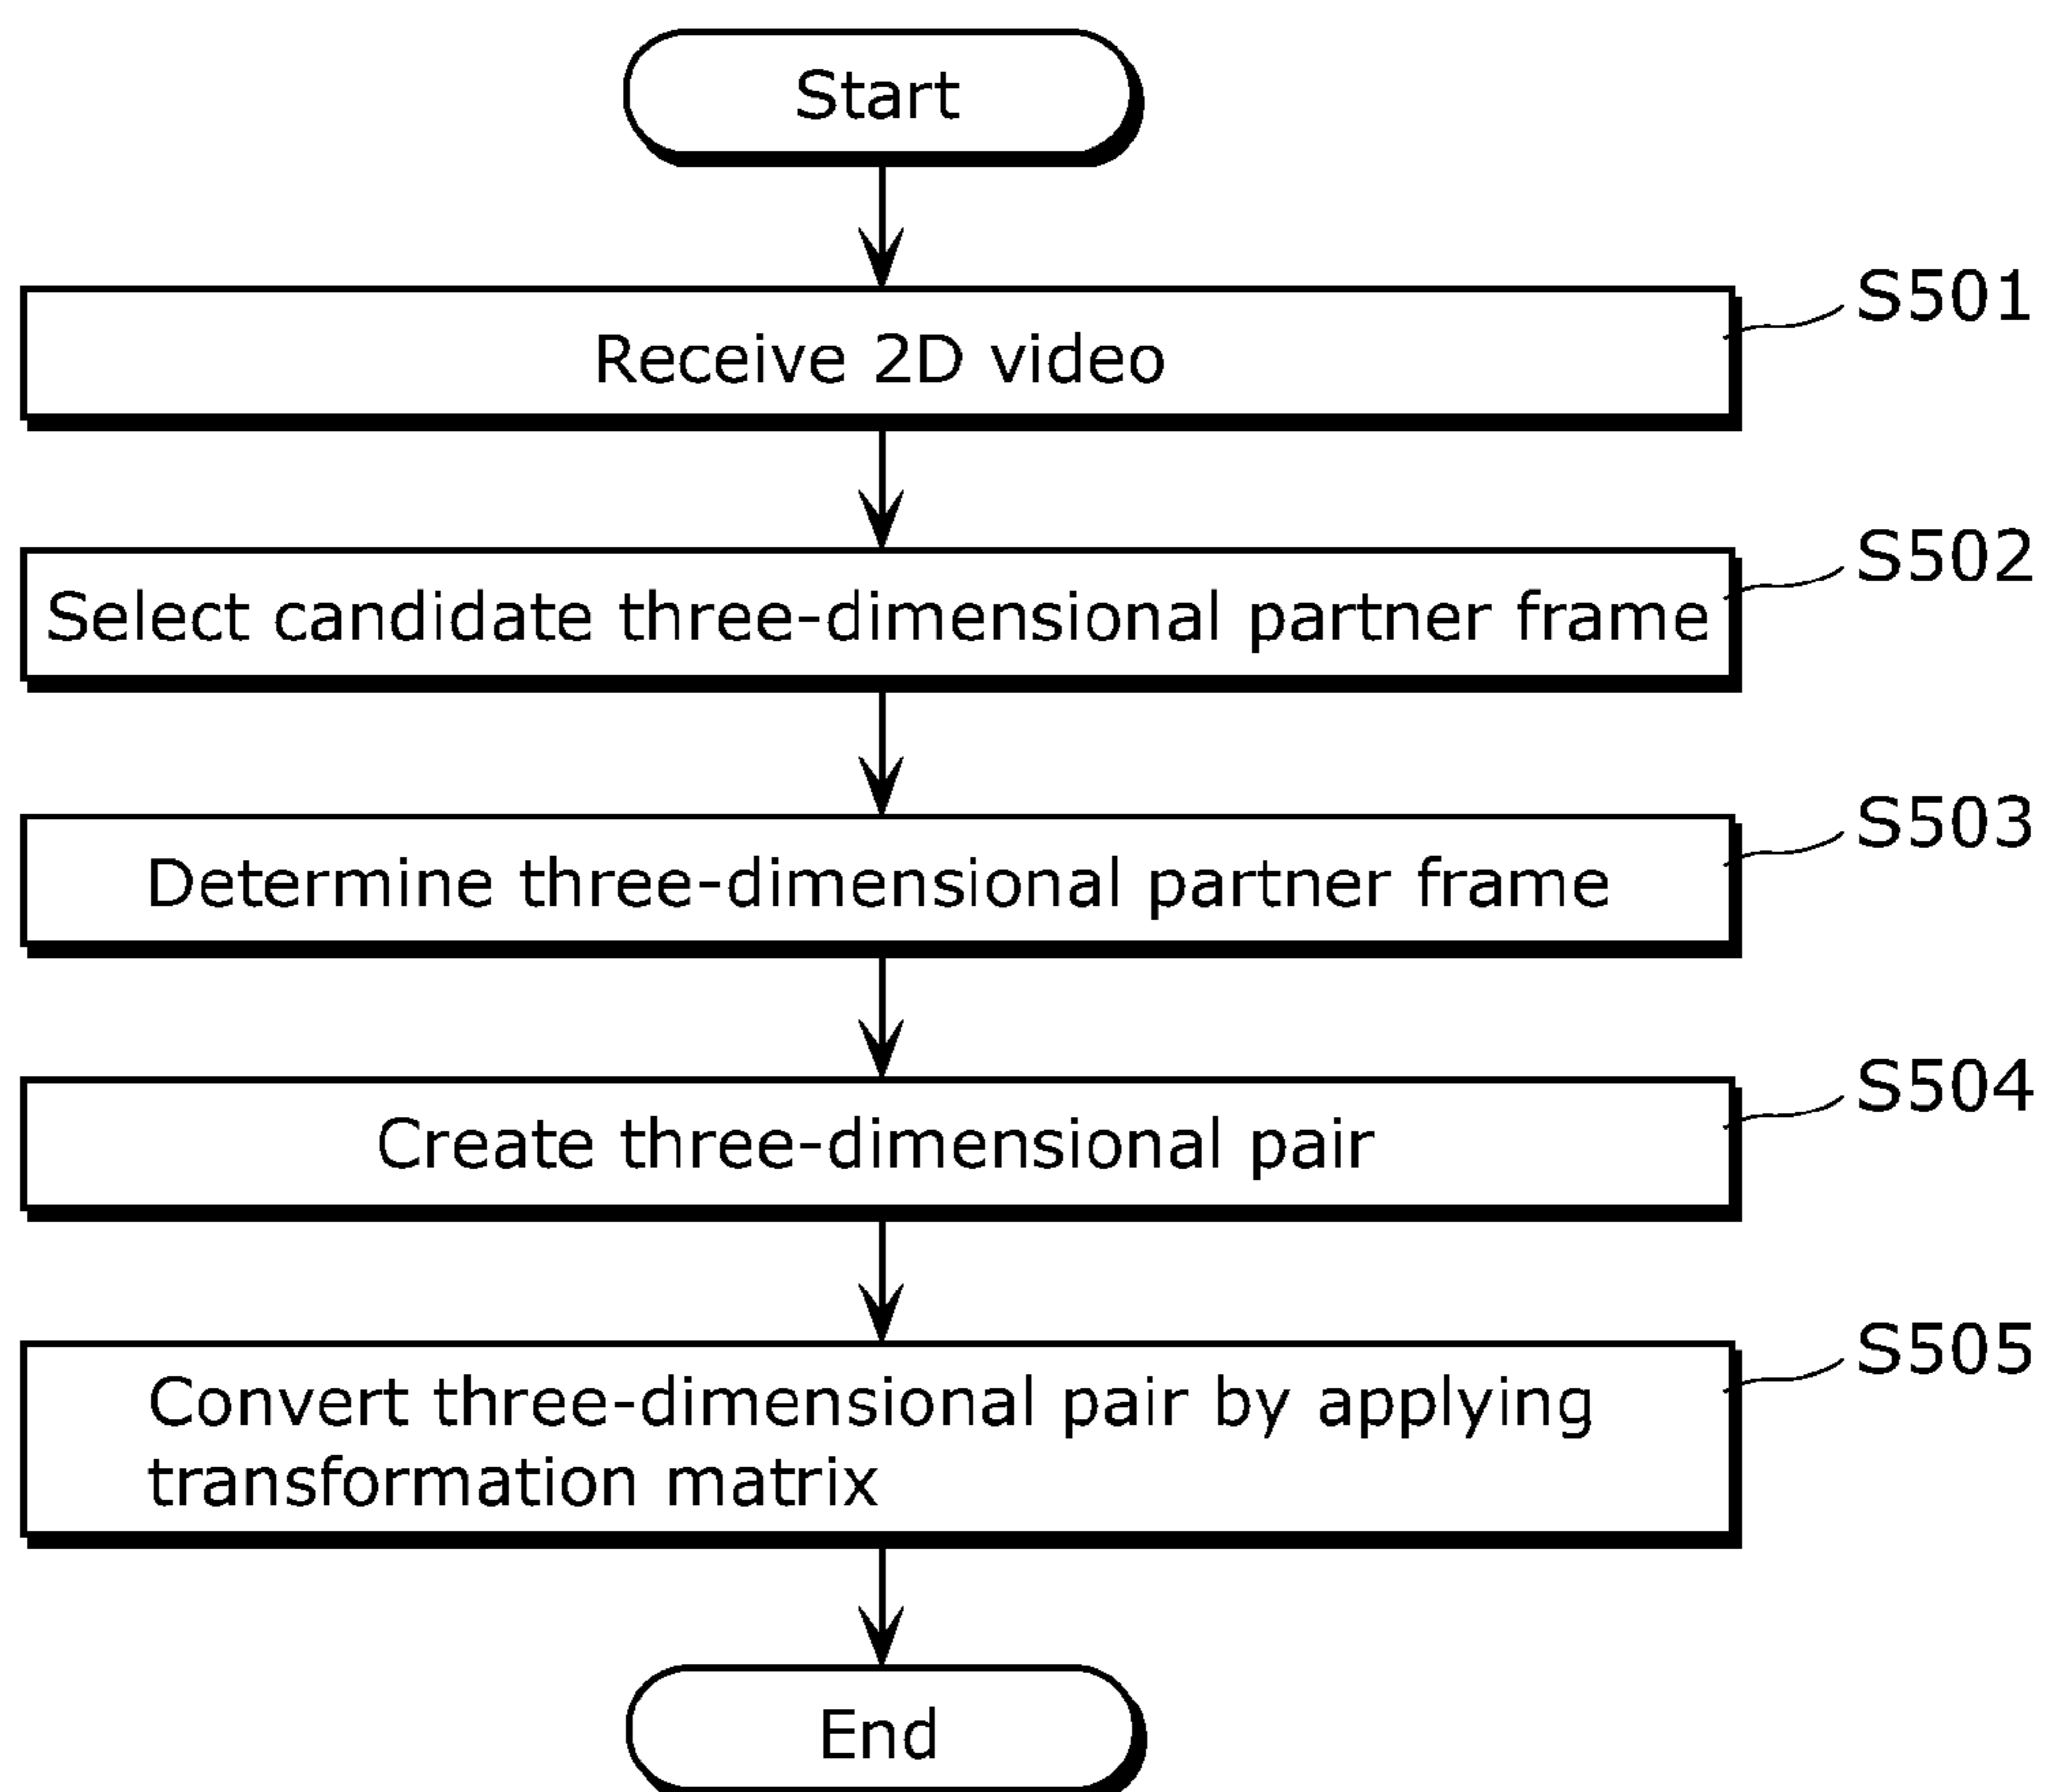 Start
S501
Receive 2D video
S502
Select candidate three-dimensional partner frame
S503
Determine three-dimensional partner frame
S504
Create three-dimensional pair
S505
Convert three-dimensional pair by applying
transformation matrix
End